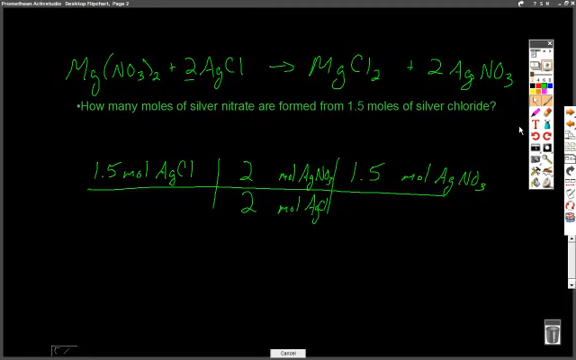 Promethean Activstudio - Desktop Flipchart, Page 2
Mg(NO₃)₂ + 2AgCl → MgCl₂ + 2AgNO₃
•How many moles of silver nitrate are formed from 1.5 moles of silver chloride?
1.5 mol AgCl | 2 mol AgNO₃ | 1.5 mol AgNO₃
2 mol AgCl
Cancel